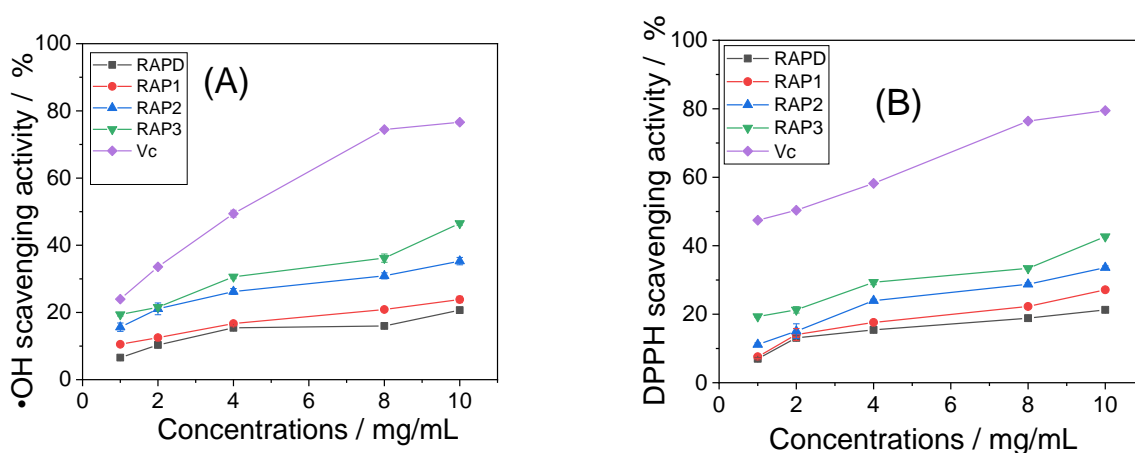 100
80
60
40
20
0
•OH scavenging activity / %
RAPD
RAP1
RAP2
RAP3
Vc
(A)
0 2 4 6 8 10
Concentrations / mg/mL
100
80
60
40
20
0
DPPH scavenging activity / %
RAPD
RAP1
RAP2
RAP3
Vc
(B)
0 2 4 6 8 10
Concentrations / mg/mL